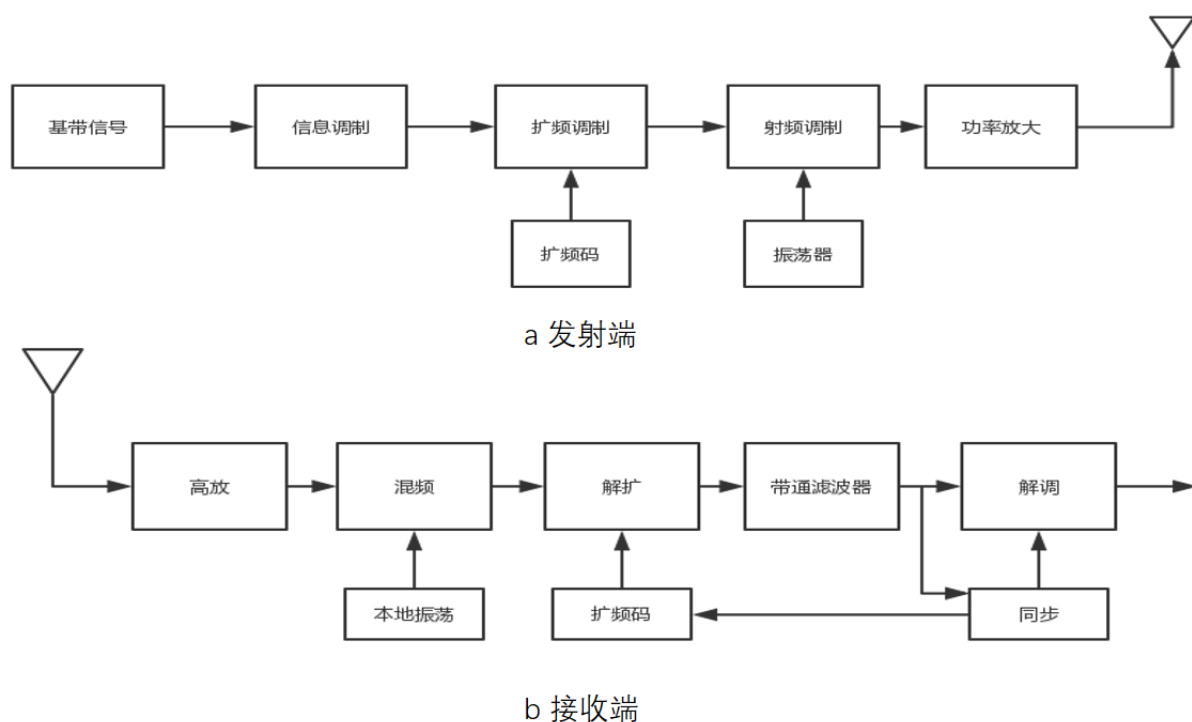 基带信号
信息调制
扩频调制
射频调制
功率放大
扩频码
振荡器
a 发射端
高放
混频
解扩
带通滤波器
解调
本地振荡
扩频码
同步
b 接收端